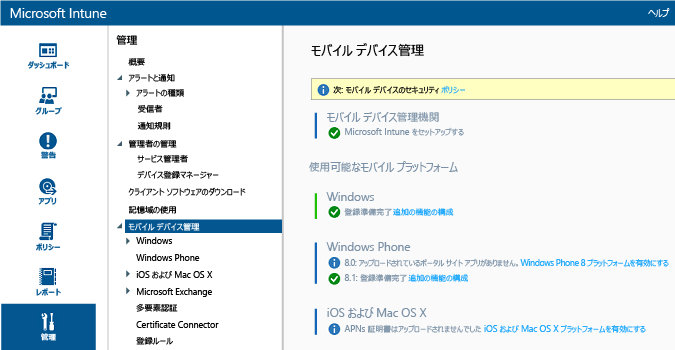 Microsoft Intune
ヘルプ
ダッシュボード
グループ
警告
アプリ
ポリシー
レポート
管理
管理
概要
アラートと通知
アラートの種類
受信者
通知規則
管理者の管理
サービス管理者
デバイス登録マネージャー
クライアント ソフトウェアのダウンロード
記憶域の使用
モバイル デバイス管理
Windows
Windows Phone
iOS および Mac OS X
Microsoft Exchange
多要素認証
Certificate Connector
登録ルール
モバイル デバイス管理
次: モバイル デバイスのセキュリティ ポリシー
モバイル デバイス管理機関
Microsoft Intune をセットアップする
使用可能なモバイル プラットフォーム
Windows
登録準備完了 追加の機能の構成
Windows Phone
8.0: アップロードされているポータル サイト アプリがありません。Windows Phone 8 プラットフォームを有効にする
8.1: 登録準備完了 追加の機能の構成
iOS および Mac OS X
APNs 証明書はアップロードされませんでした iOS および Mac OS X プラットフォームを有効にする